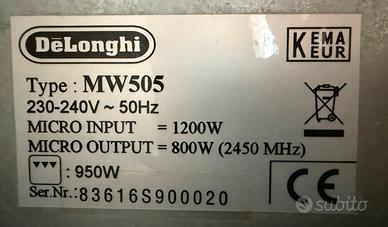 DeLonghi
KEMA
EUR
Type : MW505
230-240V ~ 50Hz
MICRO INPUT = 1200W
MICRO OUTPUT = 800W (2450 MHz)
: 950W
Ser.Nr.: 83616S900020
CE
subito